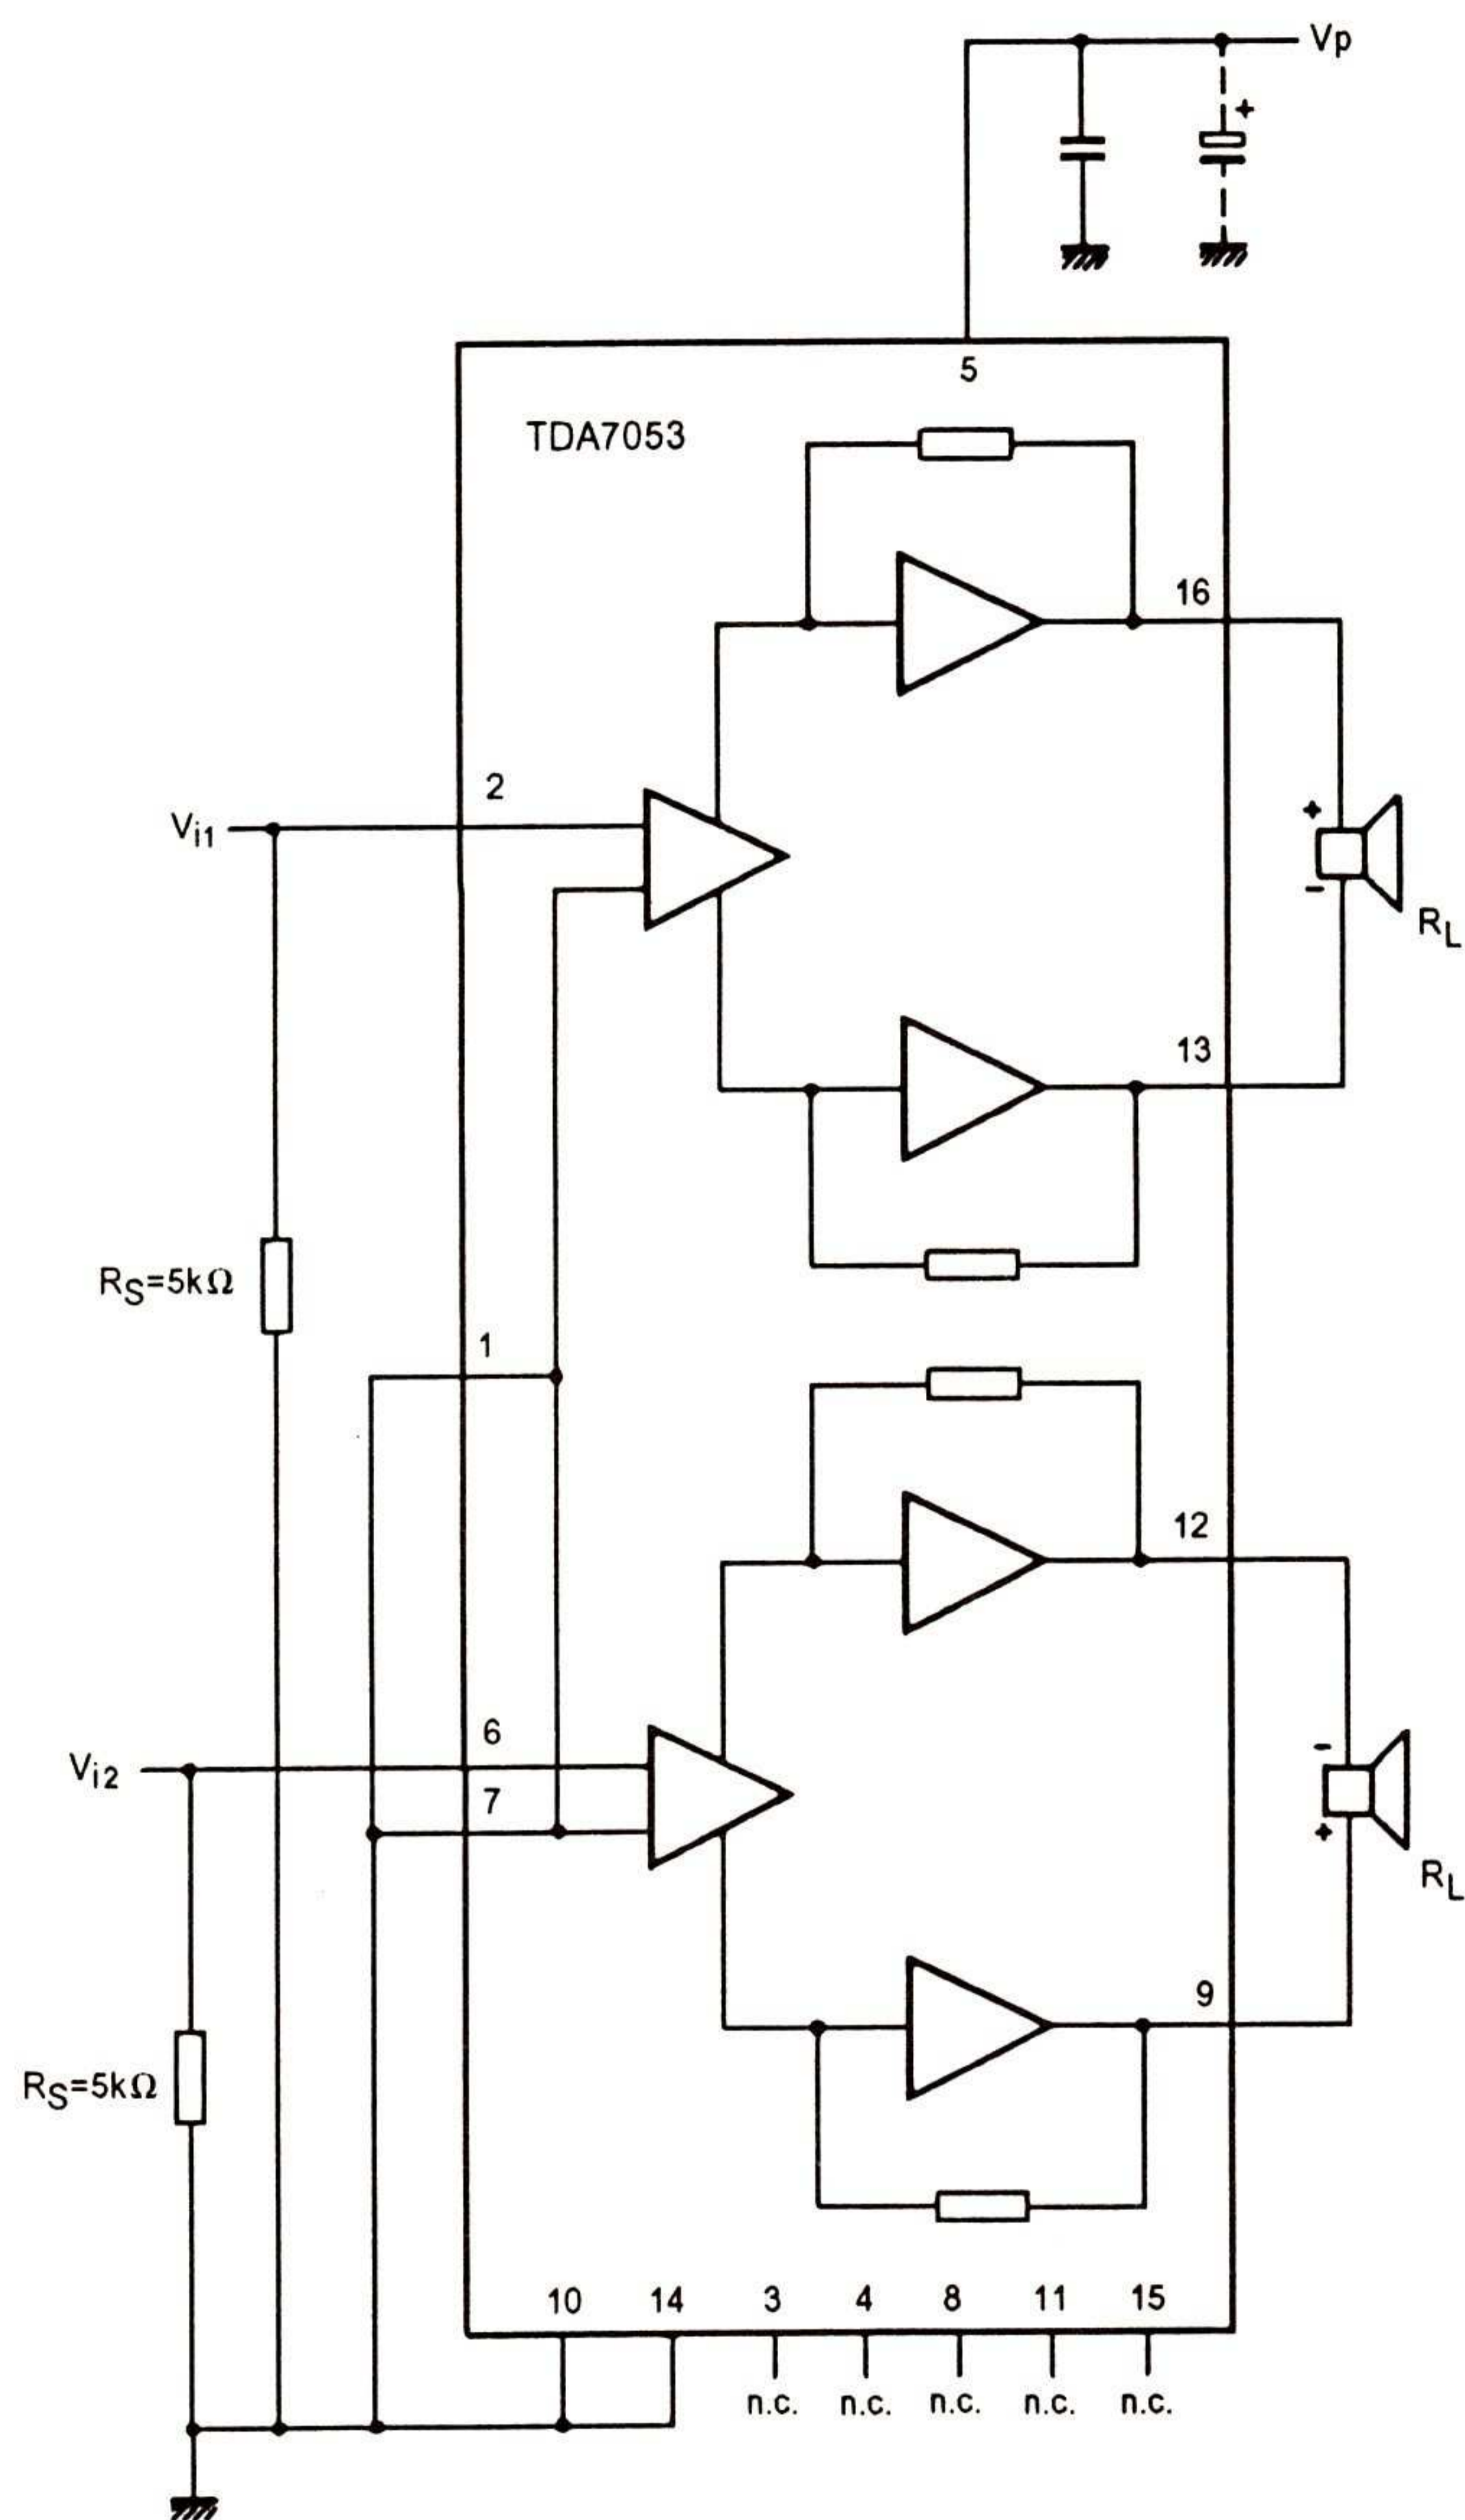 Vp
+
5
TDA7053
16
2
Vi1
+
-
RL
13
RS=5kΩ
1
12
6
Vi2
-
7
+
RL
9
RS=5kΩ
10 14 3 4 8 11 15
n.c. n.c. n.c. n.c. n.c.